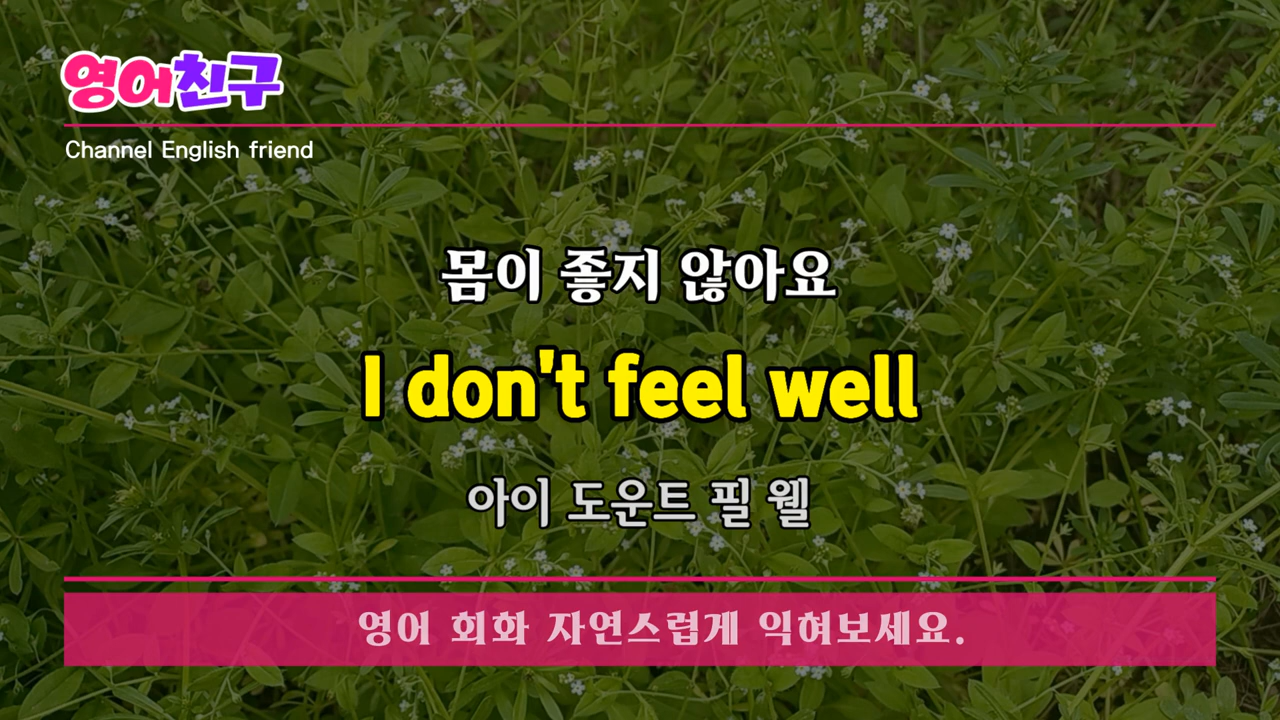 영어친구
Channel English friend
몸이 좋지 않아요
I don't feel well
아이 도운트 필 웰
영어 회화 자연스럽게 익혀보세요.